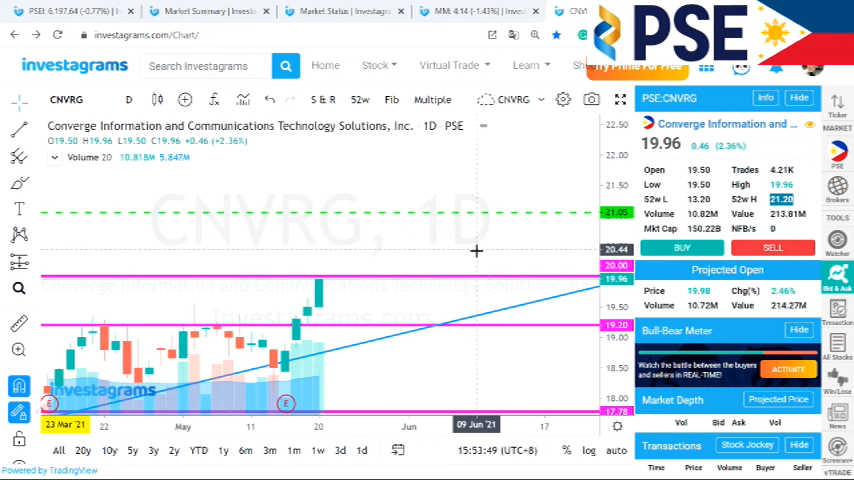 PSEI: 6,197.64 (-0.77%) | Inv
Market Summary | Investa
Market Status | Investagra
MM: 4.14 (-1.43%) | Invest
CNV
investagrams.com/Chart/
PSE
investagrams
Search Investagrams
Home
Stock
Virtual Trade
Learn
Try Prime For Free
CNVRG
D
S & R
52w
Fib
Multiple
CNVRG
PSE:CNVRG
Info
Hide
Ticker
MARKET
Converge Information and Communications Technology Solutions, Inc. · 1D · PSE
O19.50 H19.96 L19.50 C19.96 +0.46 (+2.36%)
Volume 20 10.818M 5.847M
Converge Information and ...
19.96 0.46 (2.36%)
PSE
Open 19.50 Trades 4.21K
Low 19.50 High 19.96
52w L 13.20 52w H 21.20
Volume 10.82M Value 213.81M
Mkt Cap 150.22B NFB/s 0
Brokers
TOOLS
Watcher
BUY
SELL
Projected Open
Price 19.98 Chg(%) 2.46%
Volume 10.72M Value 214.27M
Bid & Ask
Transaction
Bull-Bear Meter
Hide
Watch the battle between the buyers
and sellers in REAL-TIME!
ACTIVATE
All Stocks
Win/Lose
Market Depth
Projected Price
Vol Bid Ask Vol
News
Transactions
Stock Jockey
Hide
Screener+
Time Price Volume Buyer Seller
vTRADE
CNVRG, 1D
Converge Information and Communications Technology Solutions
Investagrams.com
investagrams
22.50
22.00
21.50
21.05
20.44
20.00
19.96
19.50
19.20
19.00
18.50
18.00
17.78
E
E
23 Mar '21
22
May
20
Jun
09 Jun '21
17
All 10y 5y 3y 2y YTD 1y 6m 3m 1m 1w 3d 1d
15:53:49 (UTC+8)
% log auto
Powered by TradingView